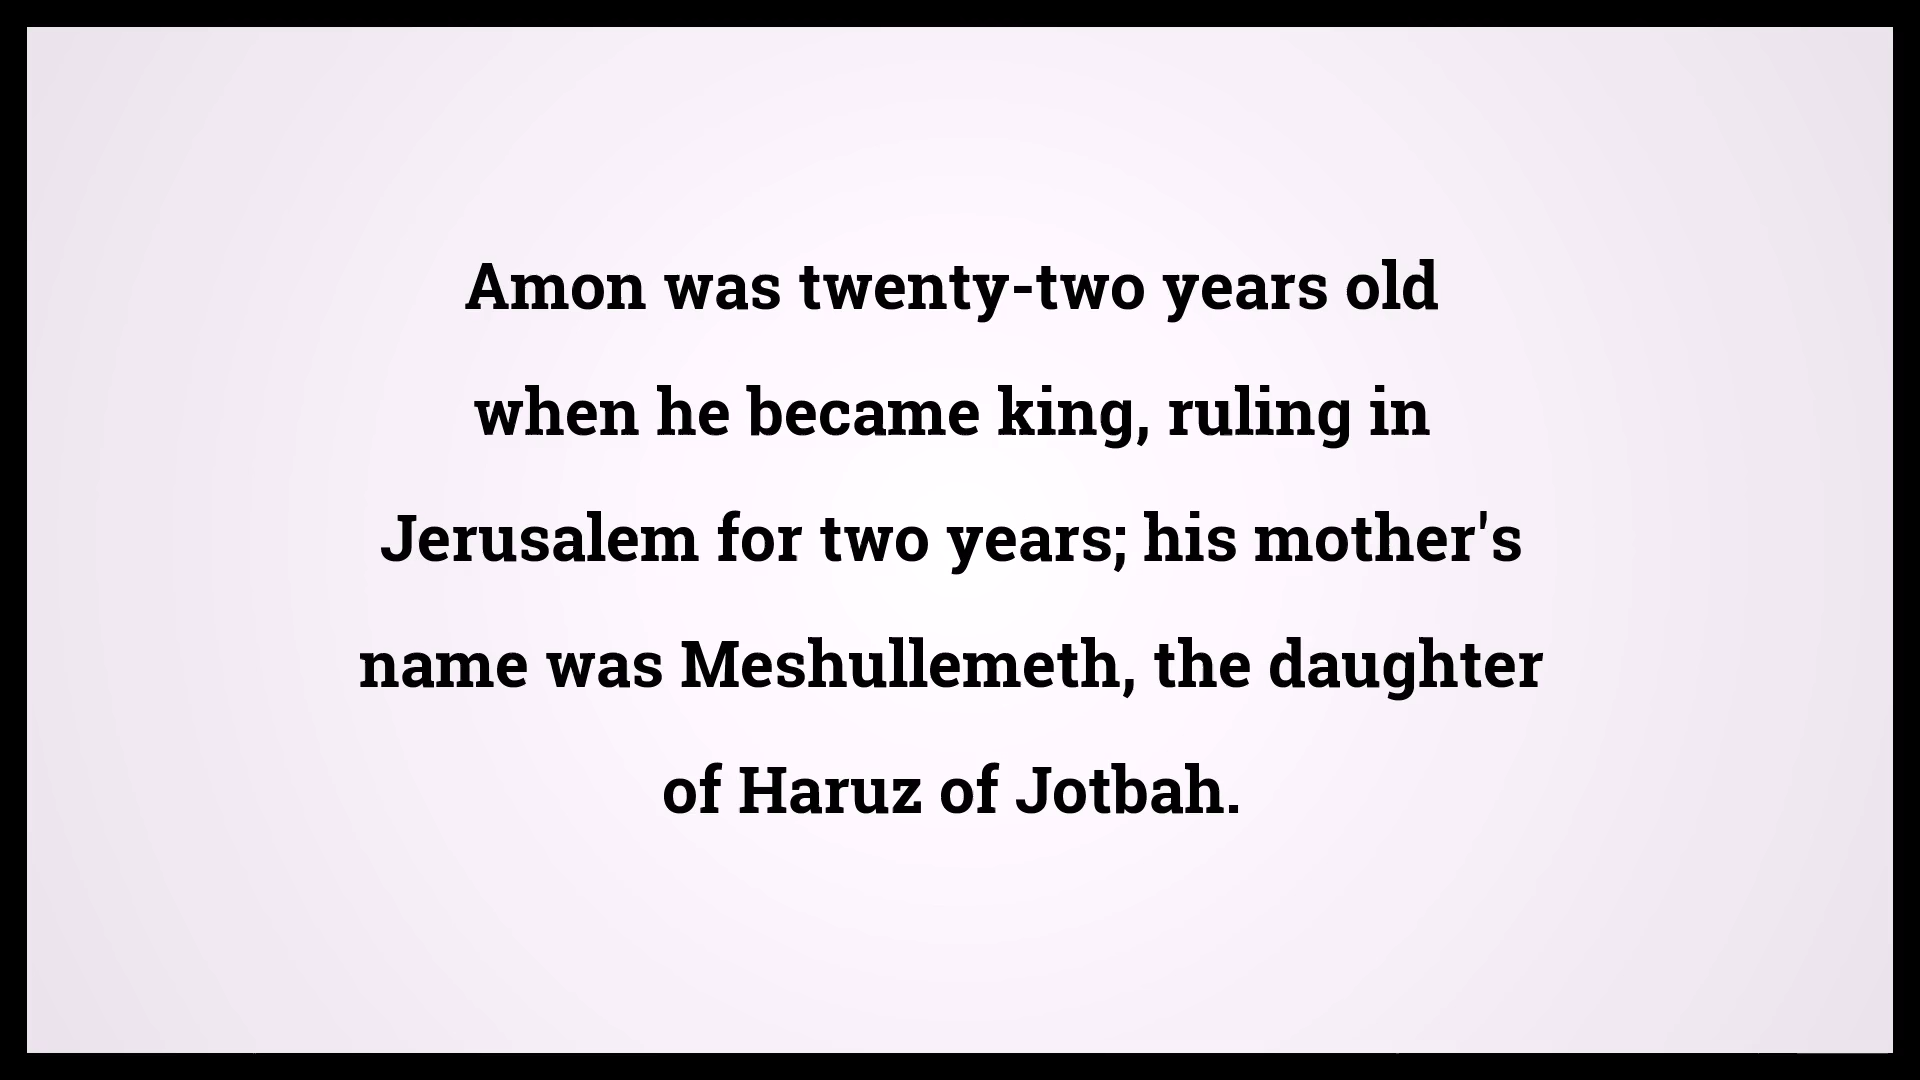 Amon was twenty-two years old
when he became king, ruling in
Jerusalem for two years; his mother's
name was Meshullemeth, the daughter
of Haruz of Jotbah.